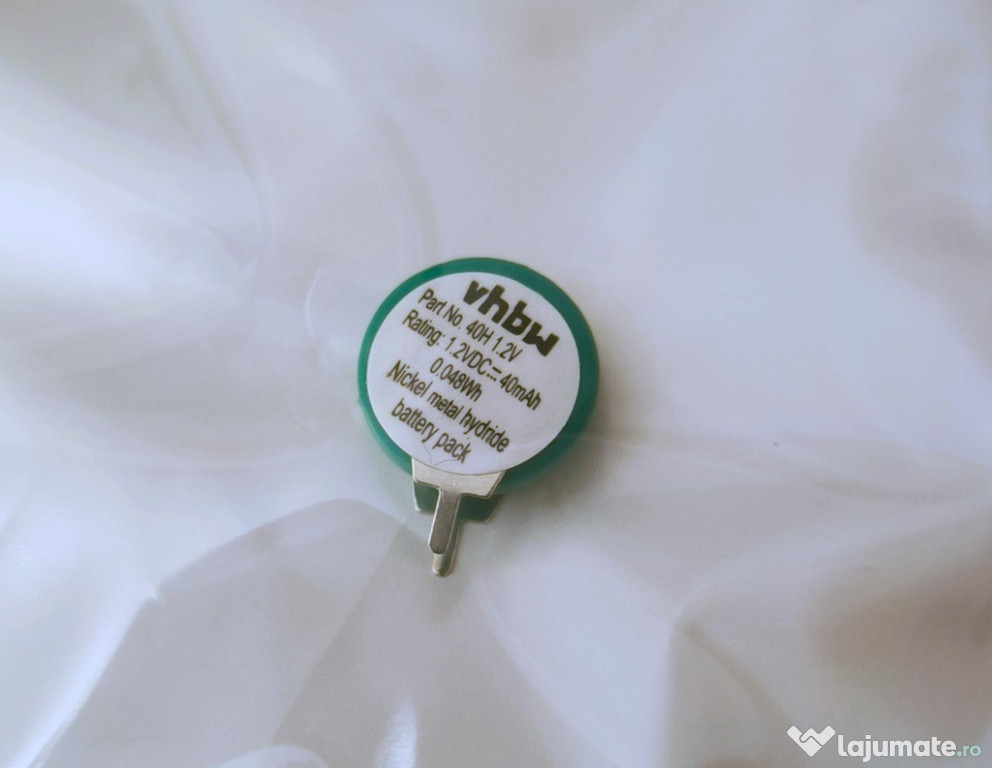 vhbw
Part No. 40H 1.2V
Rating: 1.2VDC⎓40mAh
0.048Wh
Nickel metal hydride
battery pack
lajumate.ro